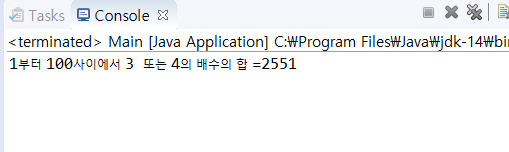 Tasks Console
<terminated> Main [Java Application] C:₩Program Files₩Java₩jdk-14₩bi
1부터 100사이에서 3 또는 4의 배수의 합 =2551